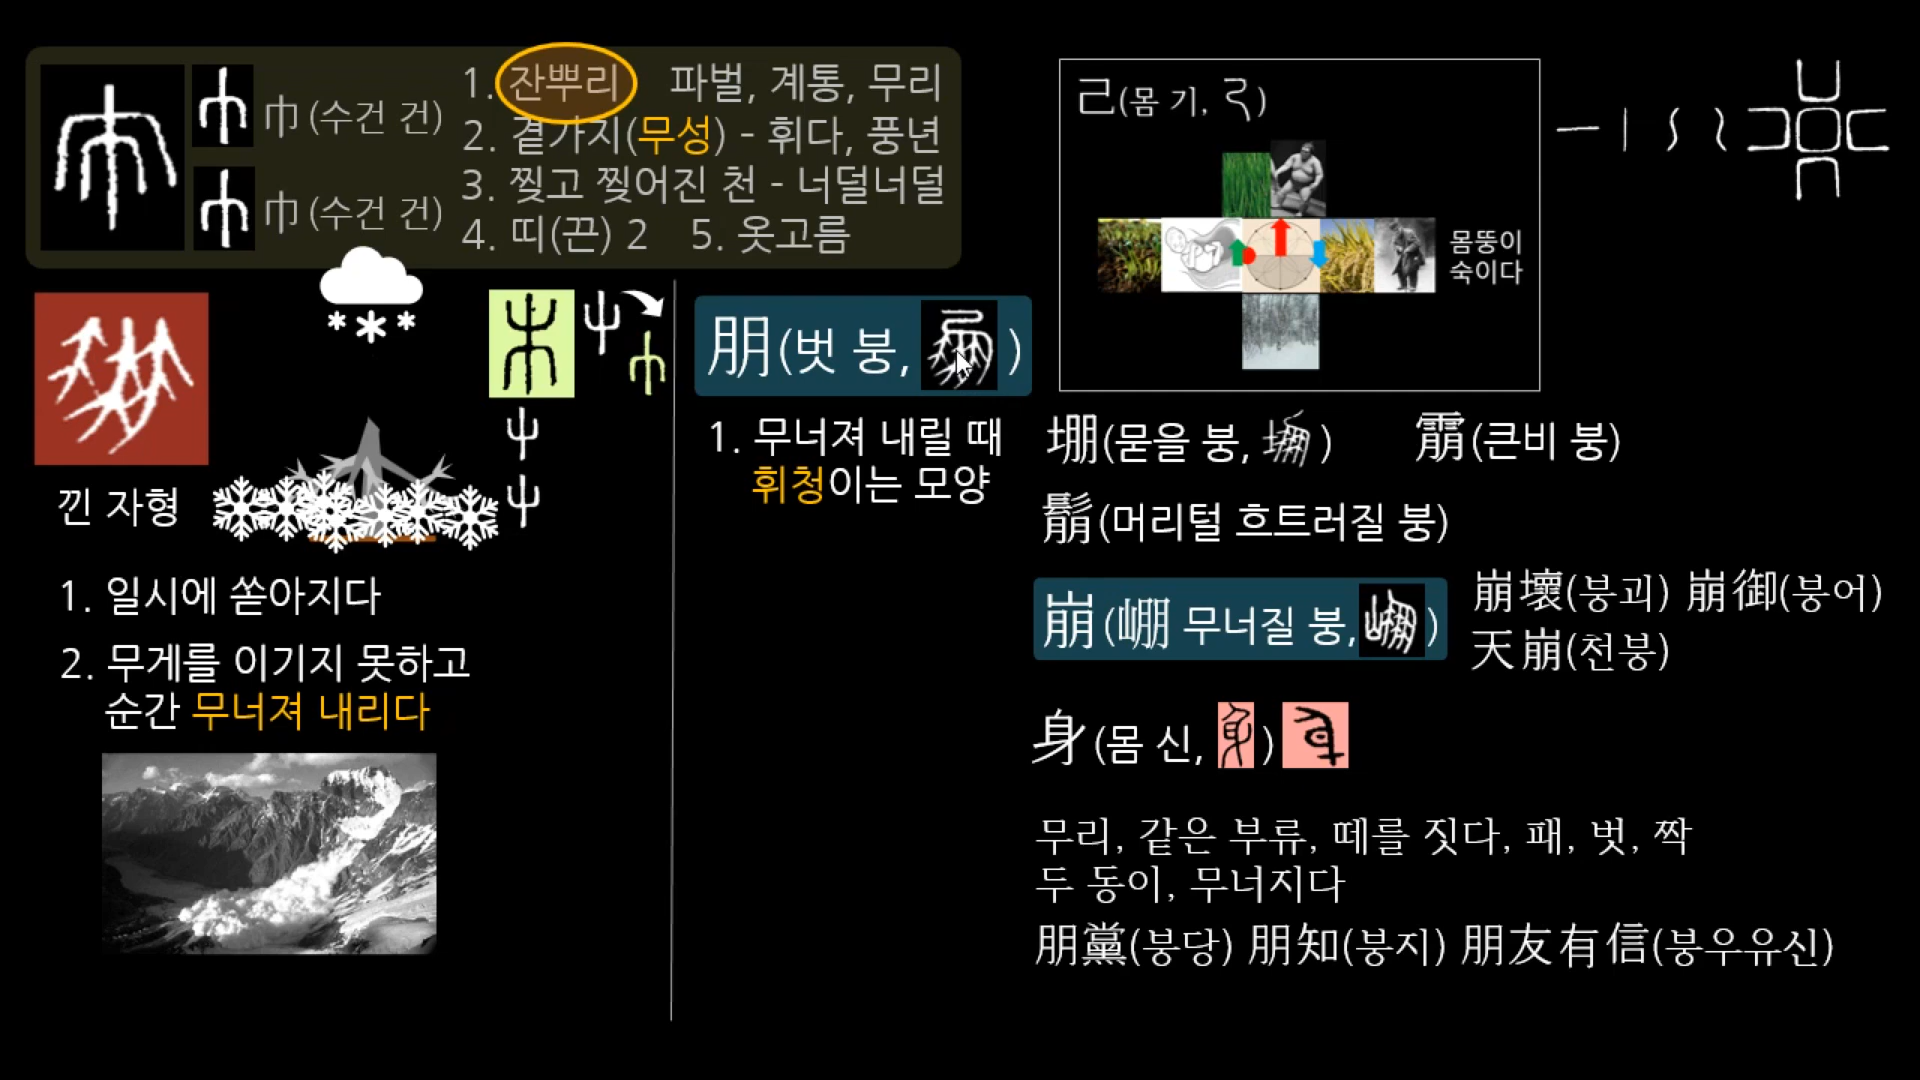 巾(수건 건)
巾(수건 건)
1. 잔뿌리 파벌, 계통, 무리
2. 곁가지(무성) - 휘다, 풍년
3. 찢고 찢어진 천 - 너덜너덜
4. 띠(끈) 2 5. 옷고름
낀 자형
1. 일시에 쏟아지다
2. 무게를 이기지 못하고
순간 무너져 내리다
朋(벗 붕, )
1. 무너져 내릴 때
휘청이는 모양
己(몸 기, )
몸뚱이
숙이다
堋(묻을 붕, ) 䨜(큰비 붕)
鬅(머리털 흐트러질 붕)
崩(嵭 무너질 붕, )
崩壞(붕괴) 崩御(붕어)
天崩(천붕)
身(몸 신, )
무리, 같은 부류, 떼를 짓다, 패, 벗, 짝
두 동이, 무너지다
朋黨(붕당) 朋知(붕지) 朋友有信(붕우유신)